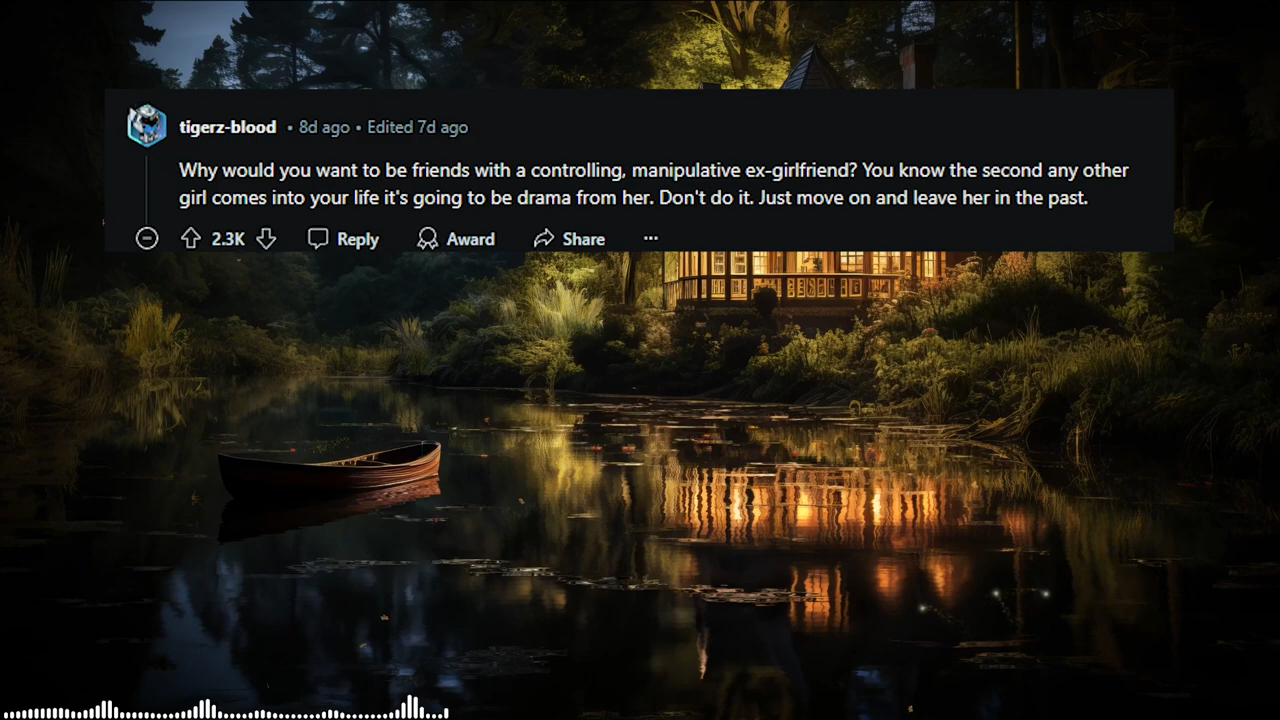 tigerz-blood • 8d ago • Edited 7d ago
Why would you want to be friends with a controlling, manipulative ex-girlfriend? You know the second any other
girl comes into your life it's going to be drama from her. Don't do it. Just move on and leave her in the past.
2.3K Reply Award Share ...